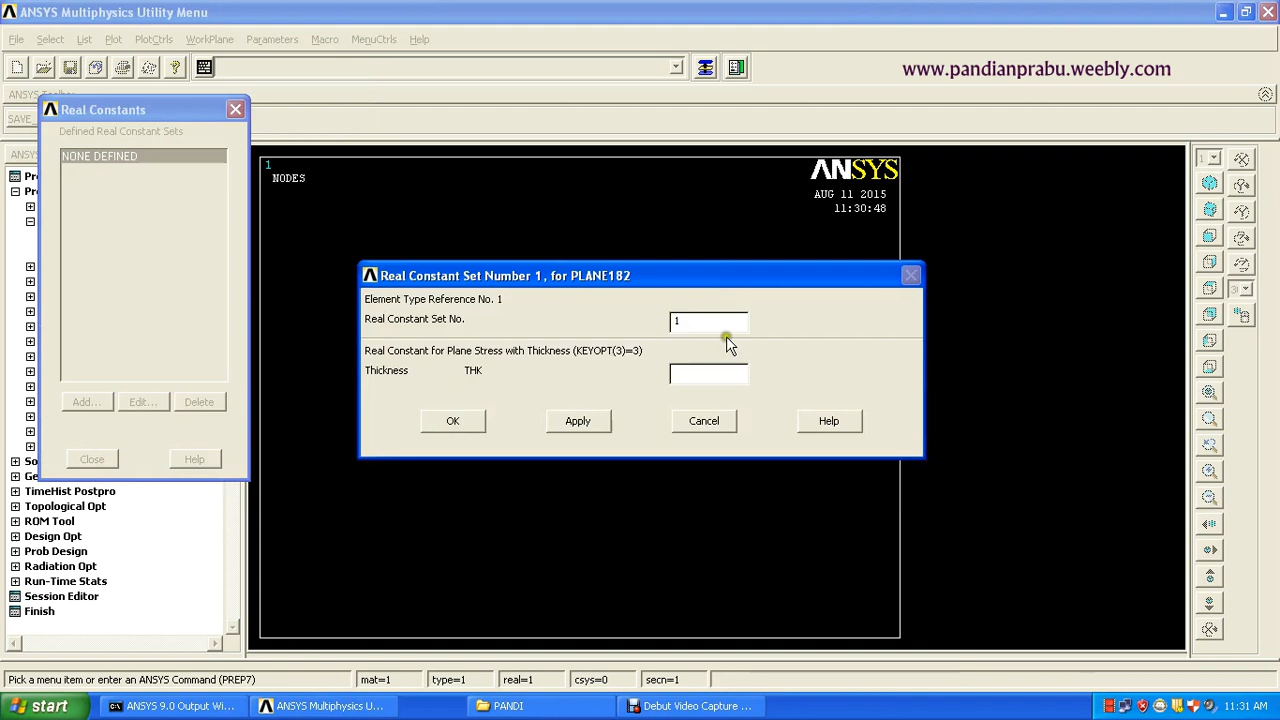 ANSYS Multiphysics Utility Menu
File Select List Plot PlotCtrls WorkPlane Parameters Macro MenuCtrls Help
www.pandianprabu.weebly.com
SAVE_
Real Constants
Defined Real Constant Sets
NONE DEFINED
Add... Edit... Delete
Close Help
1
NODES
ANSYS
AUG 11 2015
11:30:48
Real Constant Set Number 1, for PLANE182
Element Type Reference No. 1
Real Constant Set No. 1
Real Constant for Plane Stress with Thickness (KEYOPT(3)=3)
Thickness THK
OK Apply Cancel Help
TimeHist Postpro
Topological Opt
ROM Tool
Design Opt
Prob Design
Radiation Opt
Run-Time Stats
Session Editor
Finish
Pick a menu item or enter an ANSYS Command (PREP7) mat=1 type=1 real=1 csys=0 secn=1
start ANSYS 9.0 Output Wi... ANSYS Multiphysics U... PANDI Debut Video Capture ... 11:31 AM